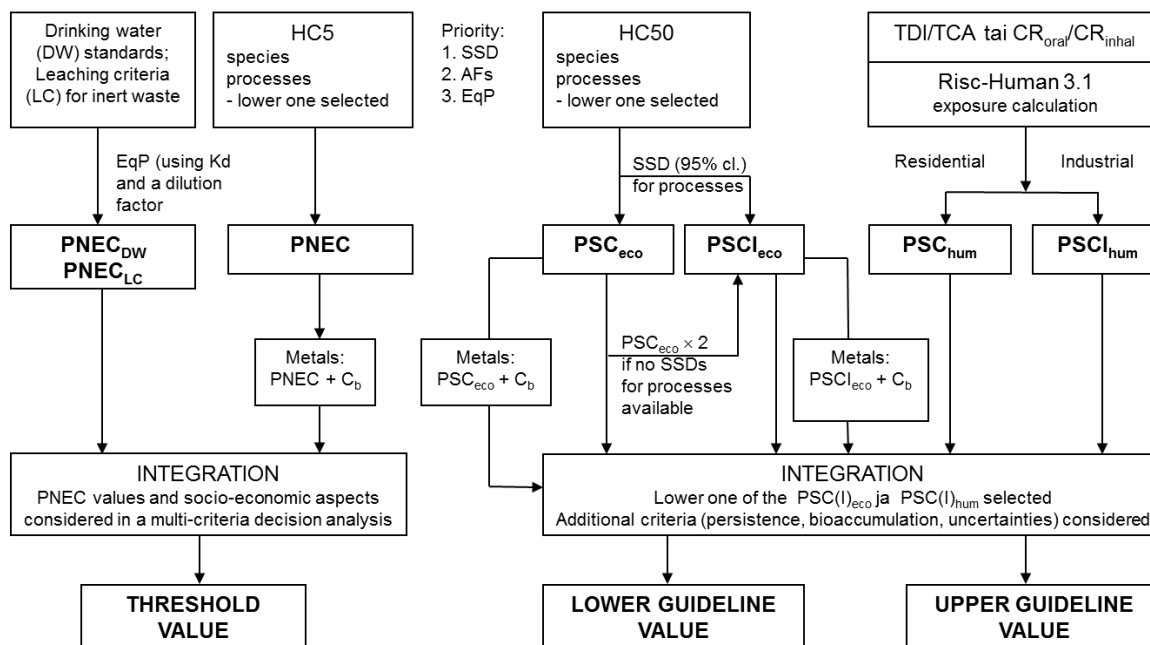 Drinking water
(DW) standards;
Leaching criteria
(LC) for inert waste
HC5
species
processes
- lower one selected
Priority:
1. SSD
2. AFs
3. EqP
HC50
species
processes
- lower one selected
TDI/TCA tai CRoral/CRinhal
Risc-Human 3.1
exposure calculation
EqP (using Kd
and a dilution
factor
SSD (95% cl.)
for processes
Residential
Industrial
PNECDW
PNECLC
PNEC
PSCeco
PSCIeco
PSChum
PSCIhum
Metals:
PNEC + Cb
Metals:
PSCeco + Cb
PSCeco × 2
if no SSDs
for processes
available
Metals:
PSCIeco + Cb
INTEGRATION
PNEC values and socio-economic aspects
considered in a multi-criteria decision analysis
INTEGRATION
Lower one of the PSC(I)eco ja PSC(I)hum selected
Additional criteria (persistence, bioaccumulation, uncertainties) considered
THRESHOLD
VALUE
LOWER GUIDELINE
VALUE
UPPER GUIDELINE
VALUE